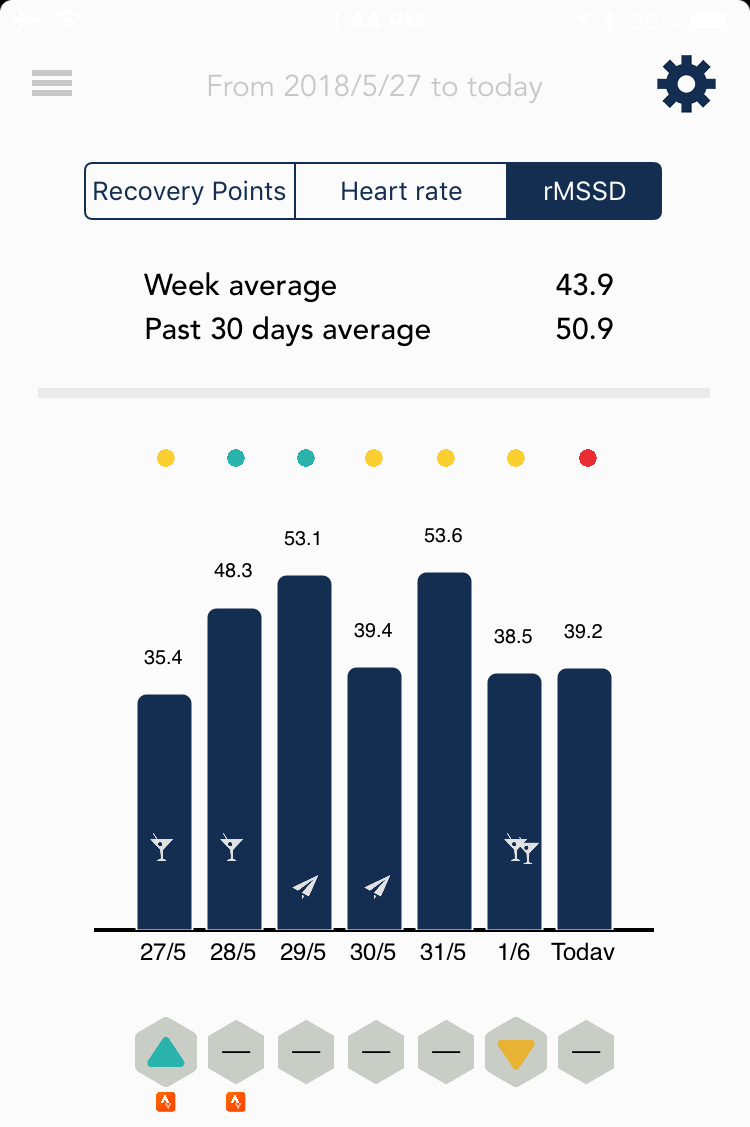 1:44 PM 90%
From 2018/5/27 to today
Recovery Points Heart rate rMSSD
Week average 43.9
Past 30 days average 50.9
35.4 48.3 53.1 39.4 53.6 38.5 39.2
27/5 28/5 29/5 30/5 31/5 1/6 Today